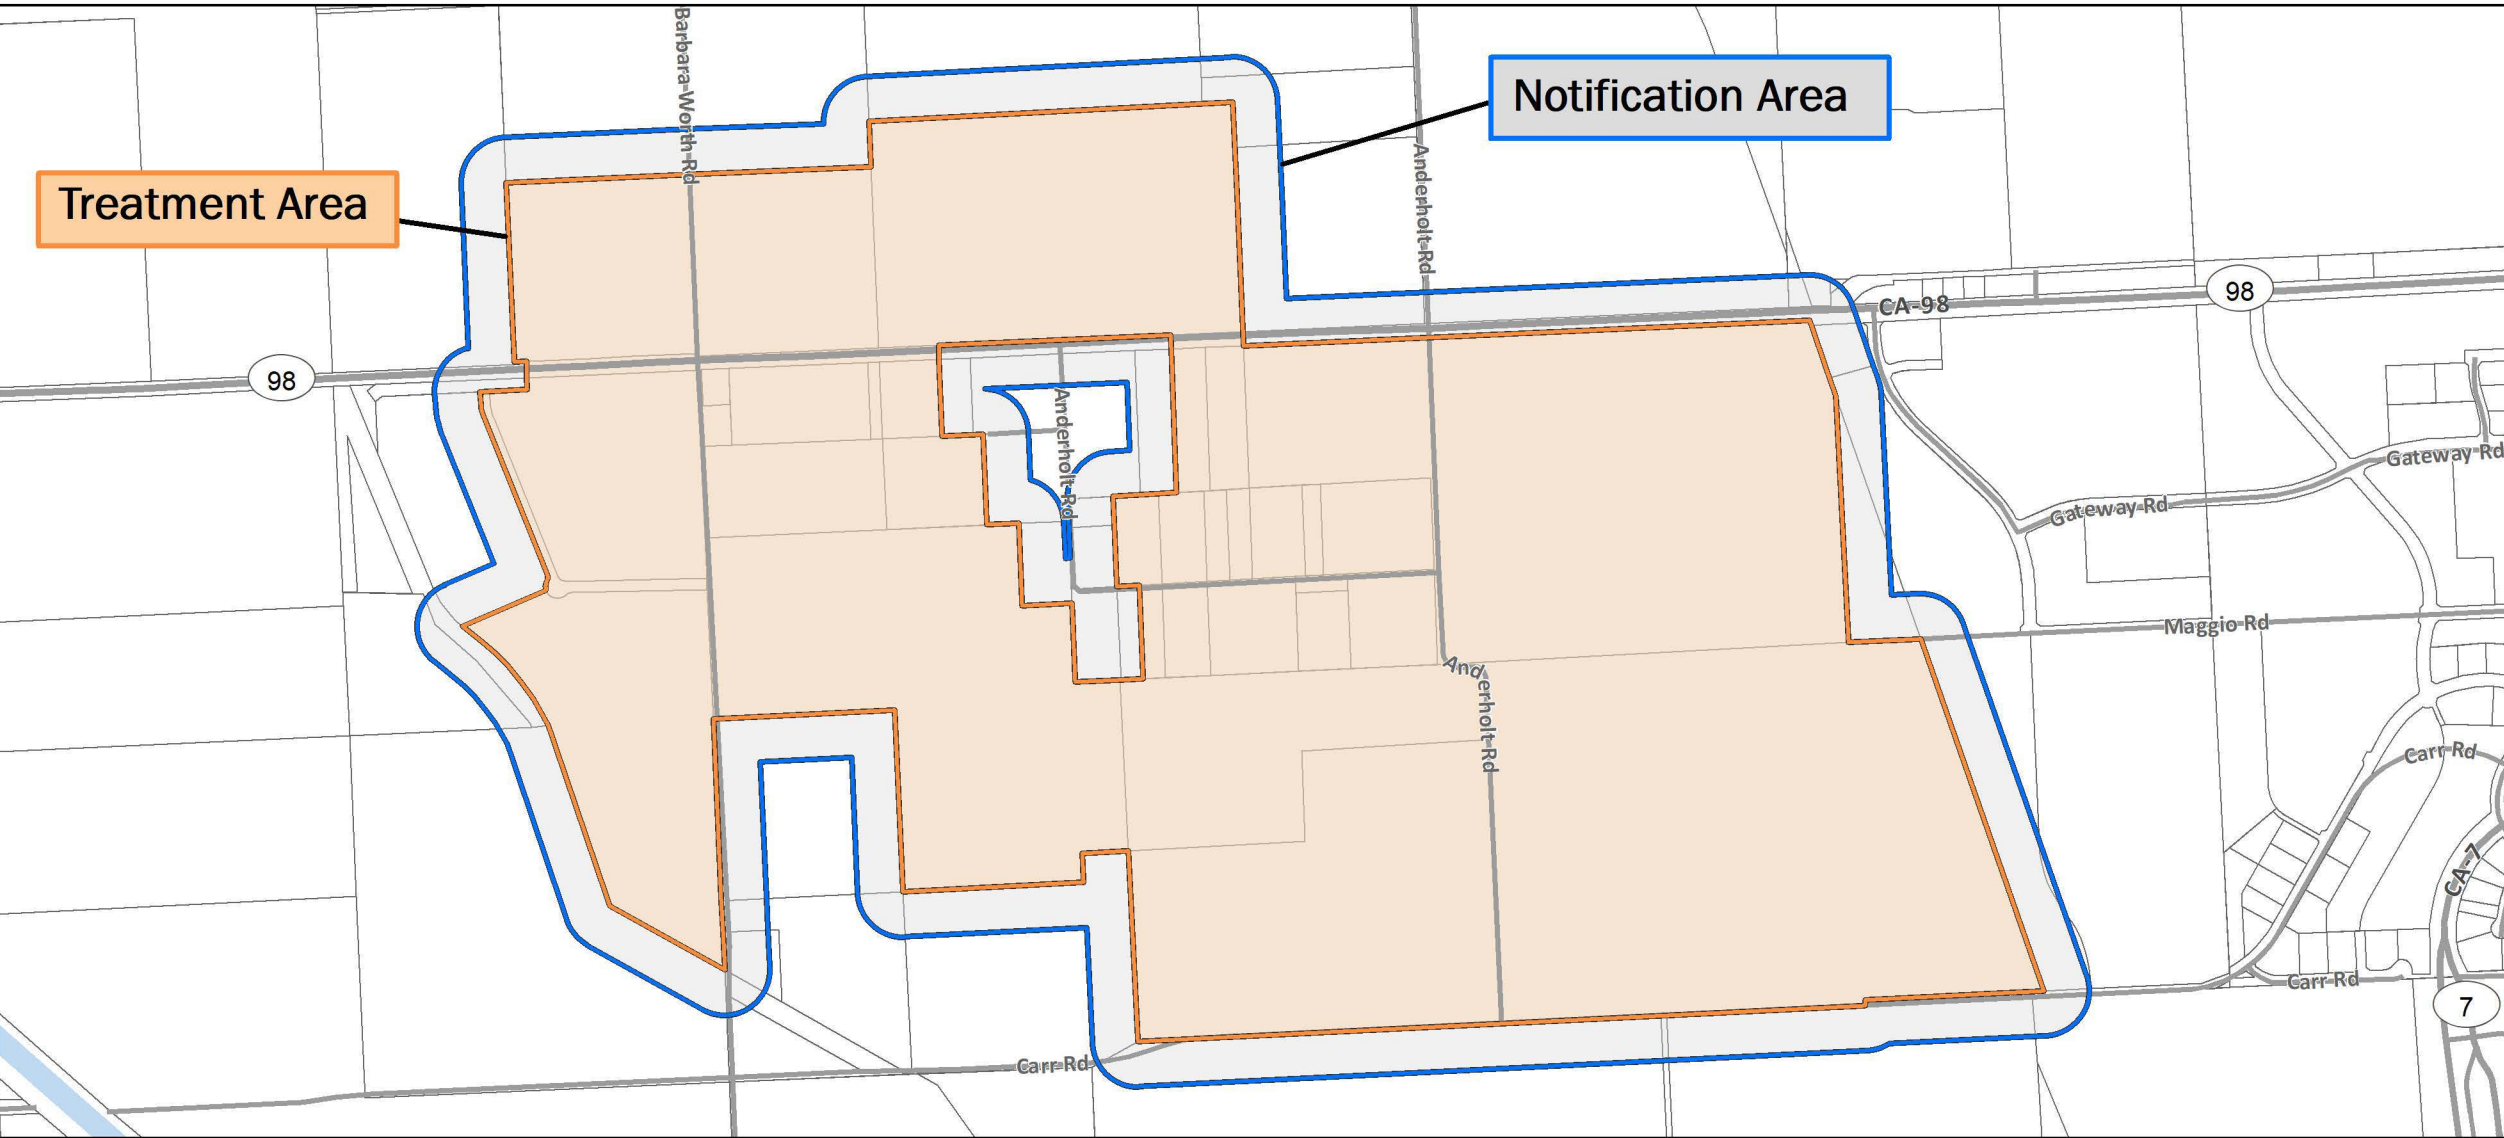 Barbara Worth Rd
Notification Area
Anderholt Rd
Treatment Area
98
CA-98
98
Anderholt Rd
Gateway Rd
Gateway Rd
Maggio Rd
Anderholt Rd
Carr Rd
CA-7
Carr Rd
7
Carr Rd